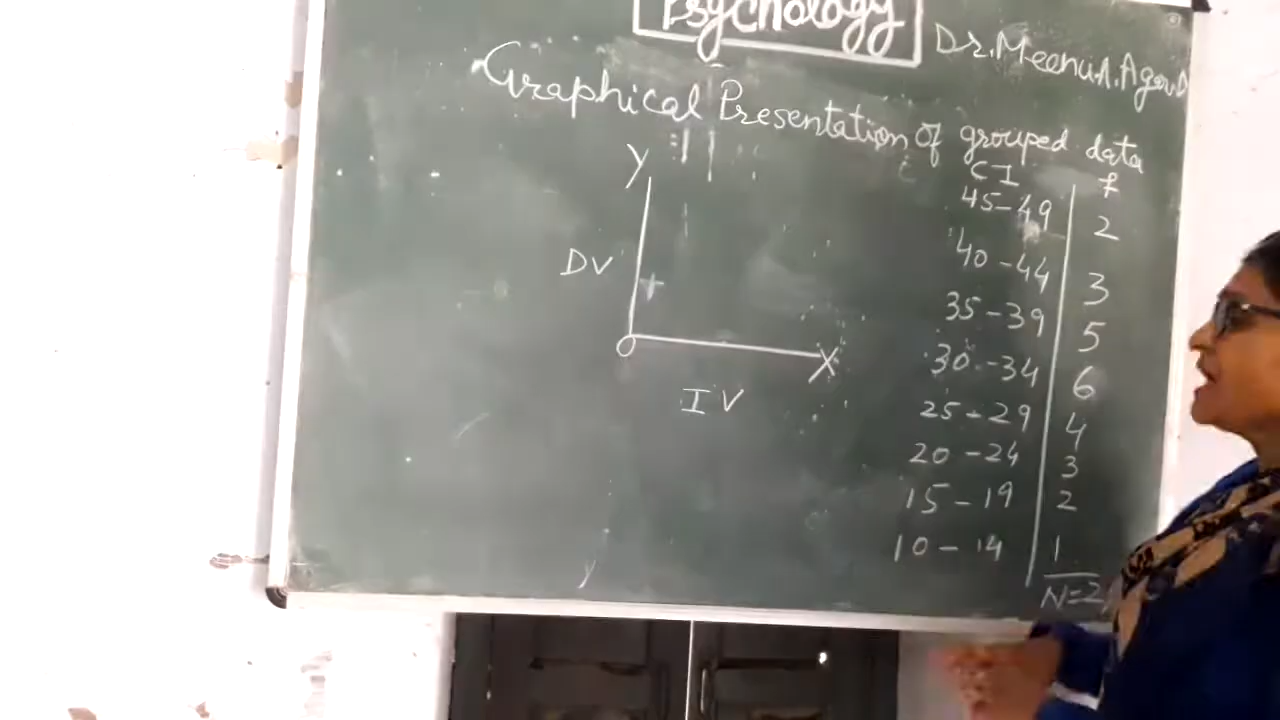 Psychology
Dr. Meenu
Graphical Presentation of grouped data
Y
DV
O
X
IV
CI f
45-49 2
40-44 3
35-39 5
30-34 6
25-29 4
20-24 3
15-19 2
10-14 1
N=2